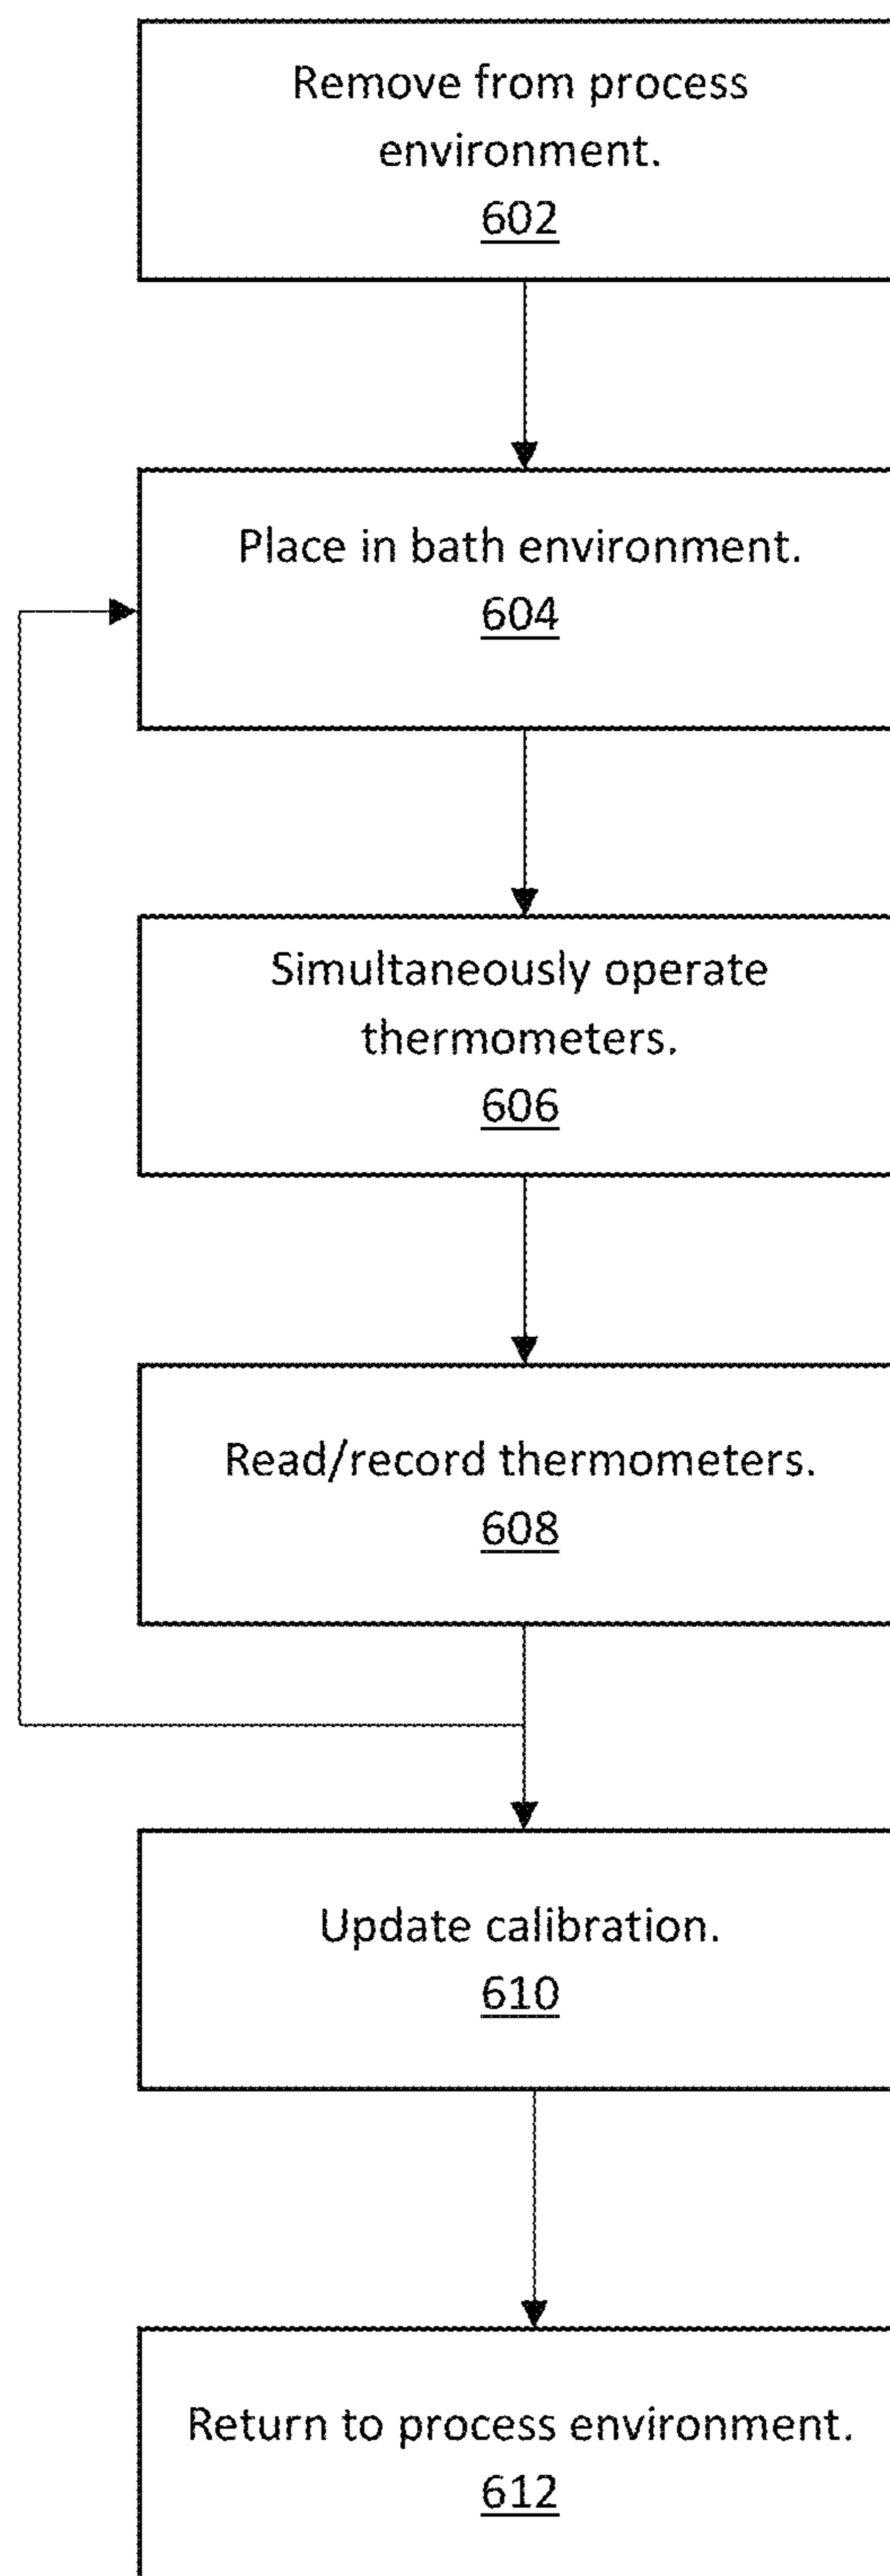 Remove from process
environment.
602
Place in bath environment.
604
Simultaneously operate
thermometers.
606
Read/record thermometers.
608
Update calibration.
610
Return to process environment.
612